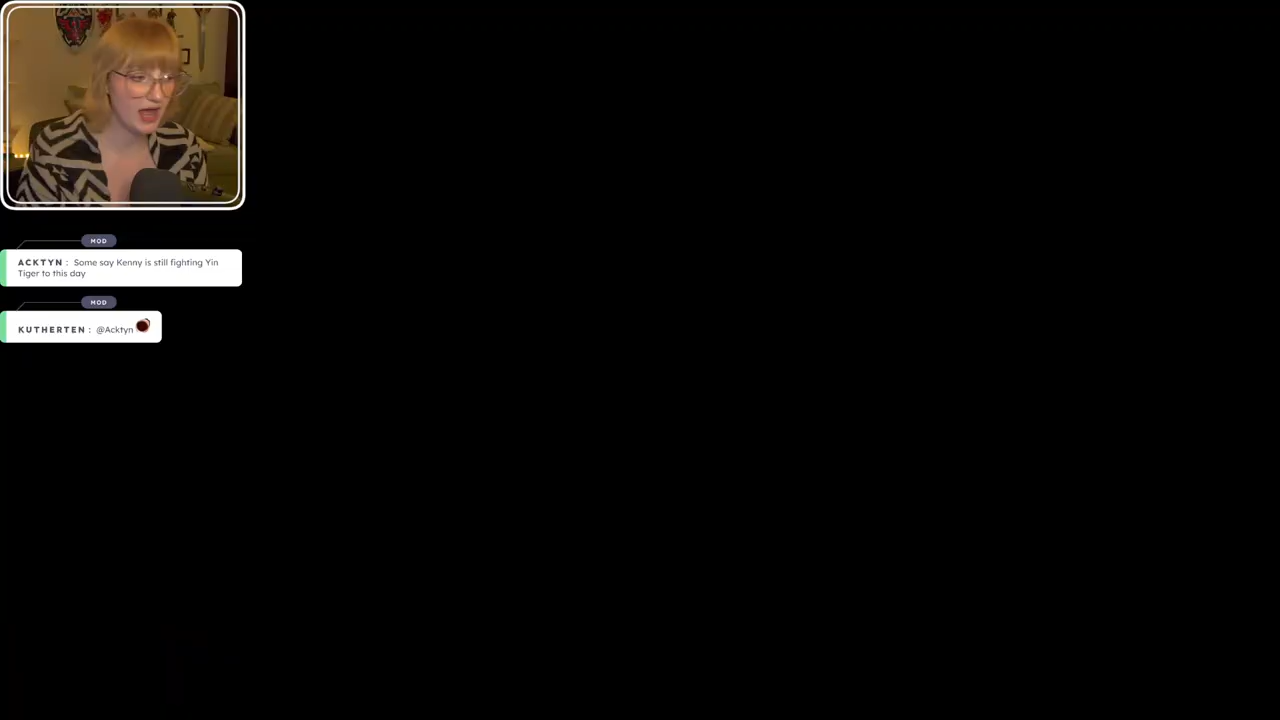 MOD
ACKTYN : Some say Kenny is still fighting Yin
Tiger to this day
MOD
KUTHERTEN : @Acktyn